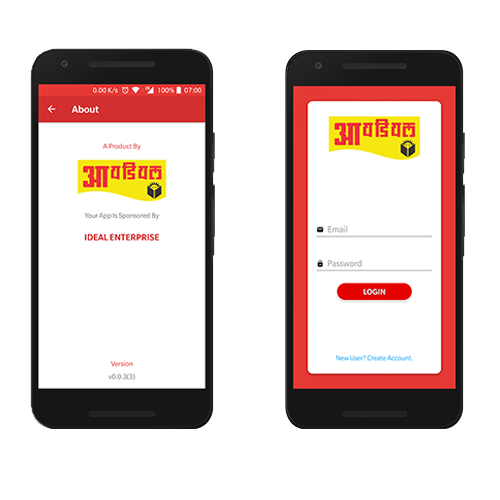 0.00 K/s 100% 07:00
About
A Product By
आयडियल
Your App Is Sponsored By
IDEAL ENTERPRISE
Version
v0.0.3(3)
आयडियल
Email
Password
LOGIN
New User? Create Account.